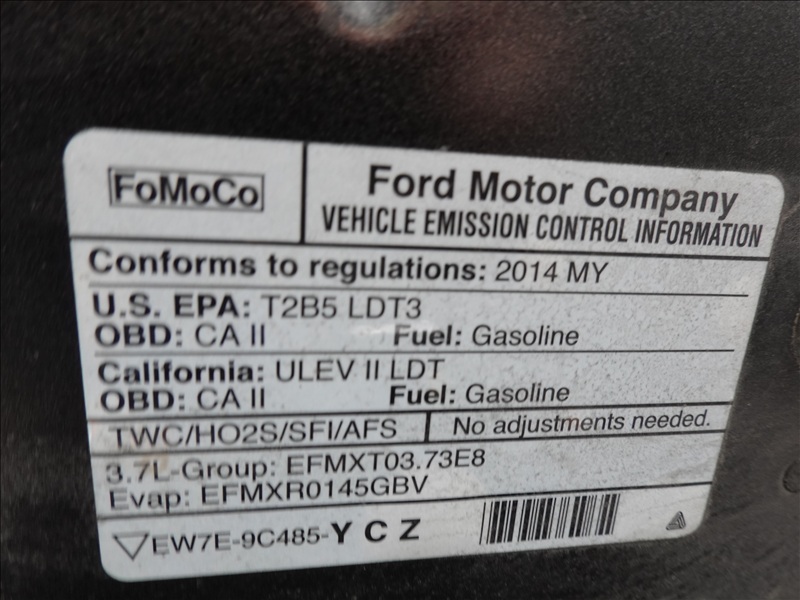 FoMoCo
Ford Motor Company
VEHICLE EMISSION CONTROL INFORMATION
Conforms to regulations: 2014 MY
U.S. EPA: T2B5 LDT3
OBD: CA II Fuel: Gasoline
California: ULEV II LDT
OBD: CA II Fuel: Gasoline
TWC/HO2S/SFI/AFS No adjustments needed.
3.7L-Group: EFMXT03.73E8
Evap: EFMXR0145GBV
EW7E-9C485-Y C Z